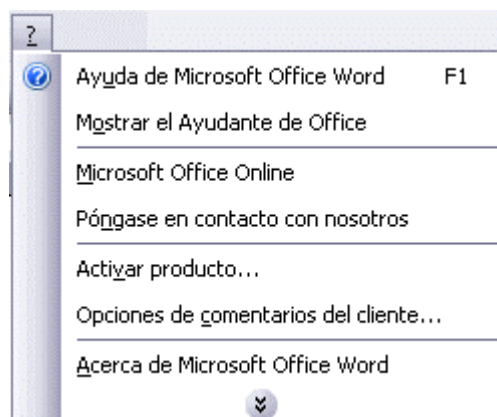 ?
Ayuda de Microsoft Office Word F1
Mostrar el Ayudante de Office
Microsoft Office Online
Póngase en contacto con nosotros
Activar producto...
Opciones de comentarios del cliente...
Acerca de Microsoft Office Word